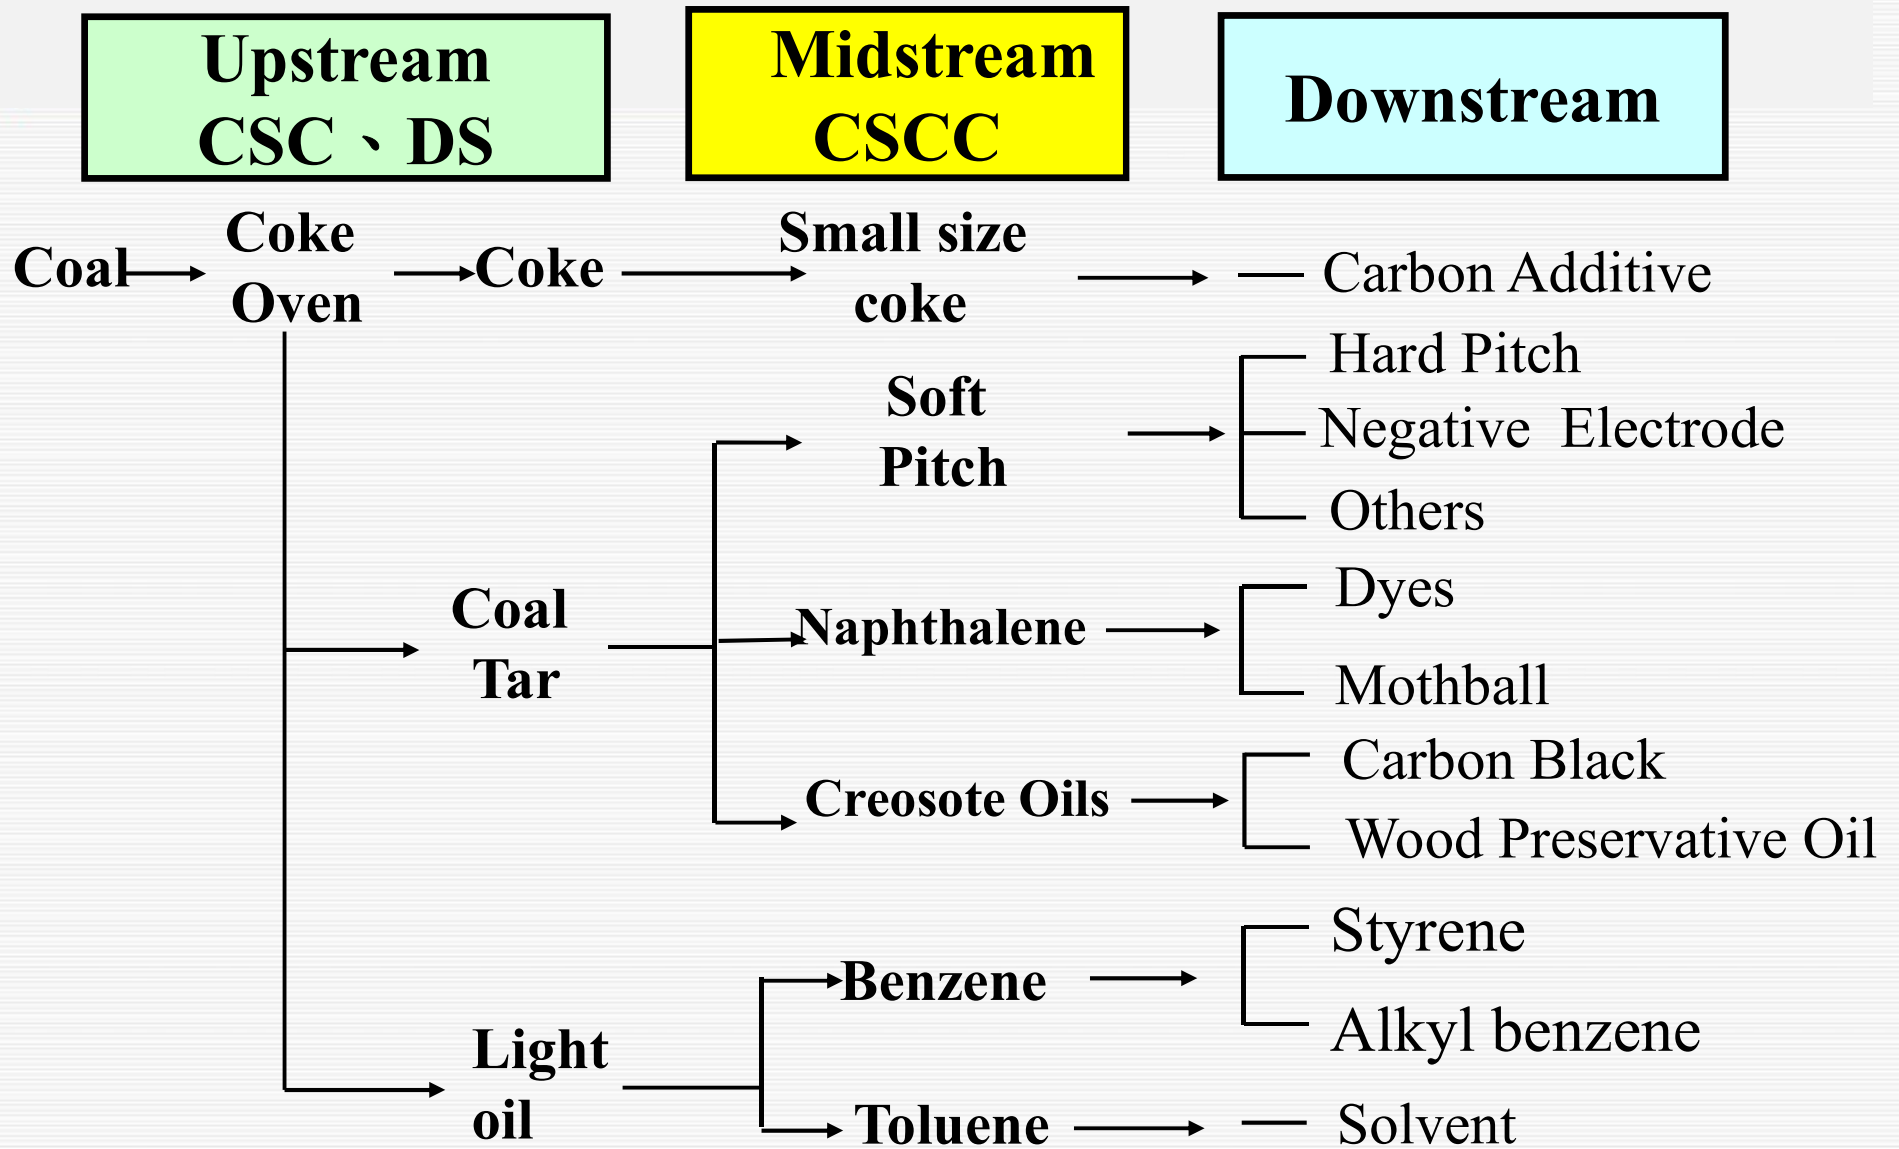 Upstream
CSC、DS
Midstream
CSCC
Downstream
Coal
Coke
Oven
Coke
Small size
coke
Carbon Additive
Soft
Pitch
Hard Pitch
Negative Electrode
Others
Coal
Tar
Naphthalene
Dyes
Mothball
Creosote Oils
Carbon Black
Wood Preservative Oil
Light
oil
Benzene
Styrene
Alkyl benzene
Toluene
Solvent